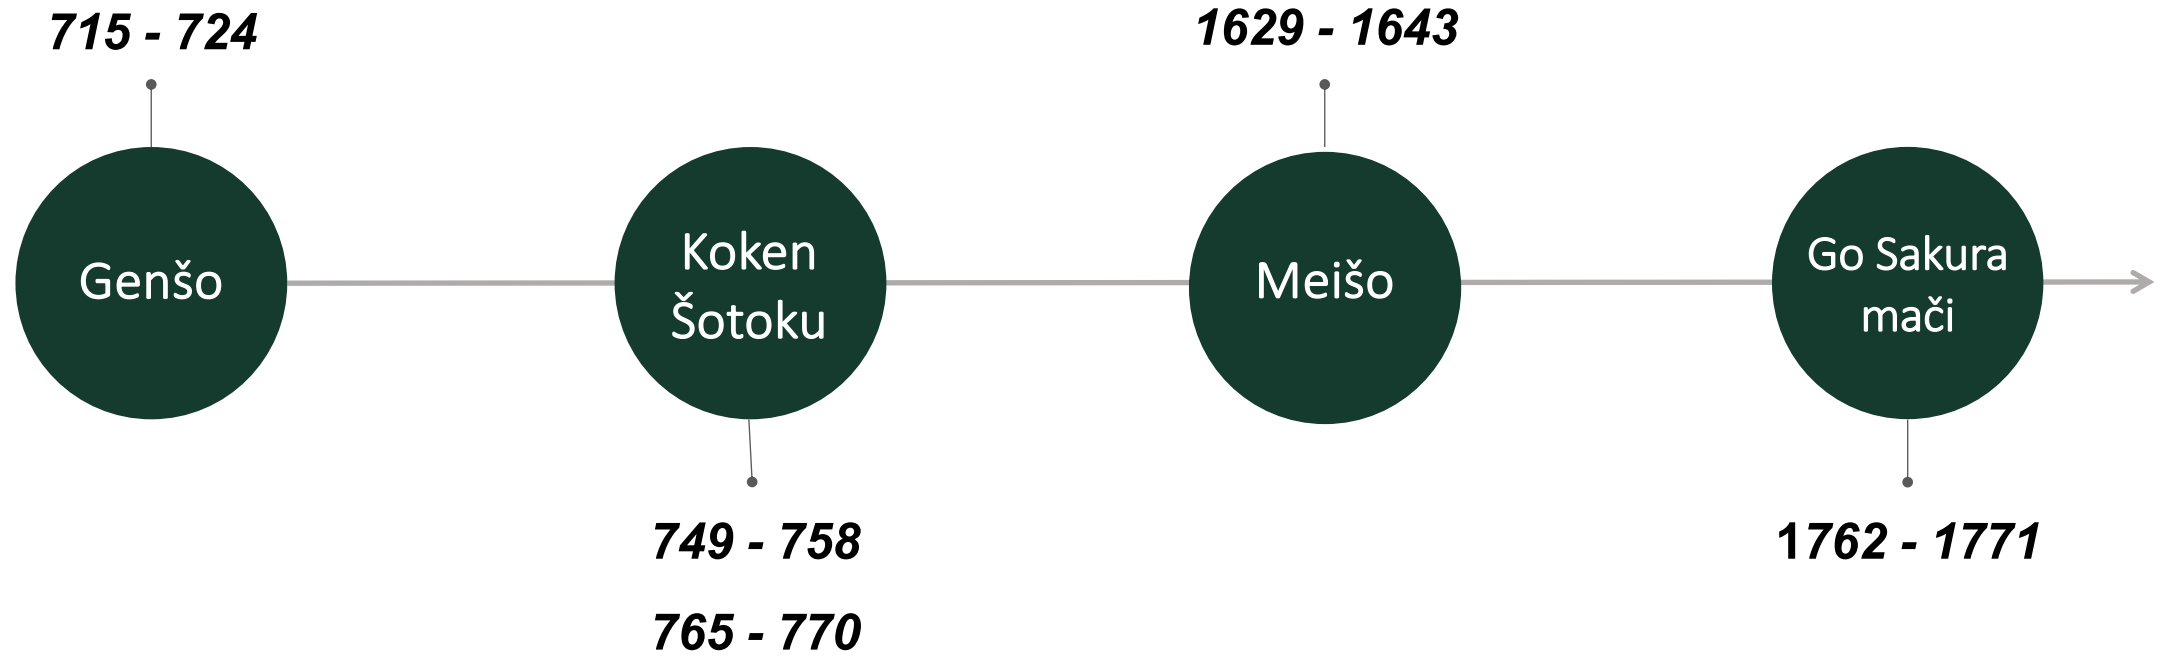 715 - 724
1629 - 1643
Genšo
Koken
Šotoku
Meišo
Go Sakura
mači
749 - 758
765 - 770
1762 - 1771